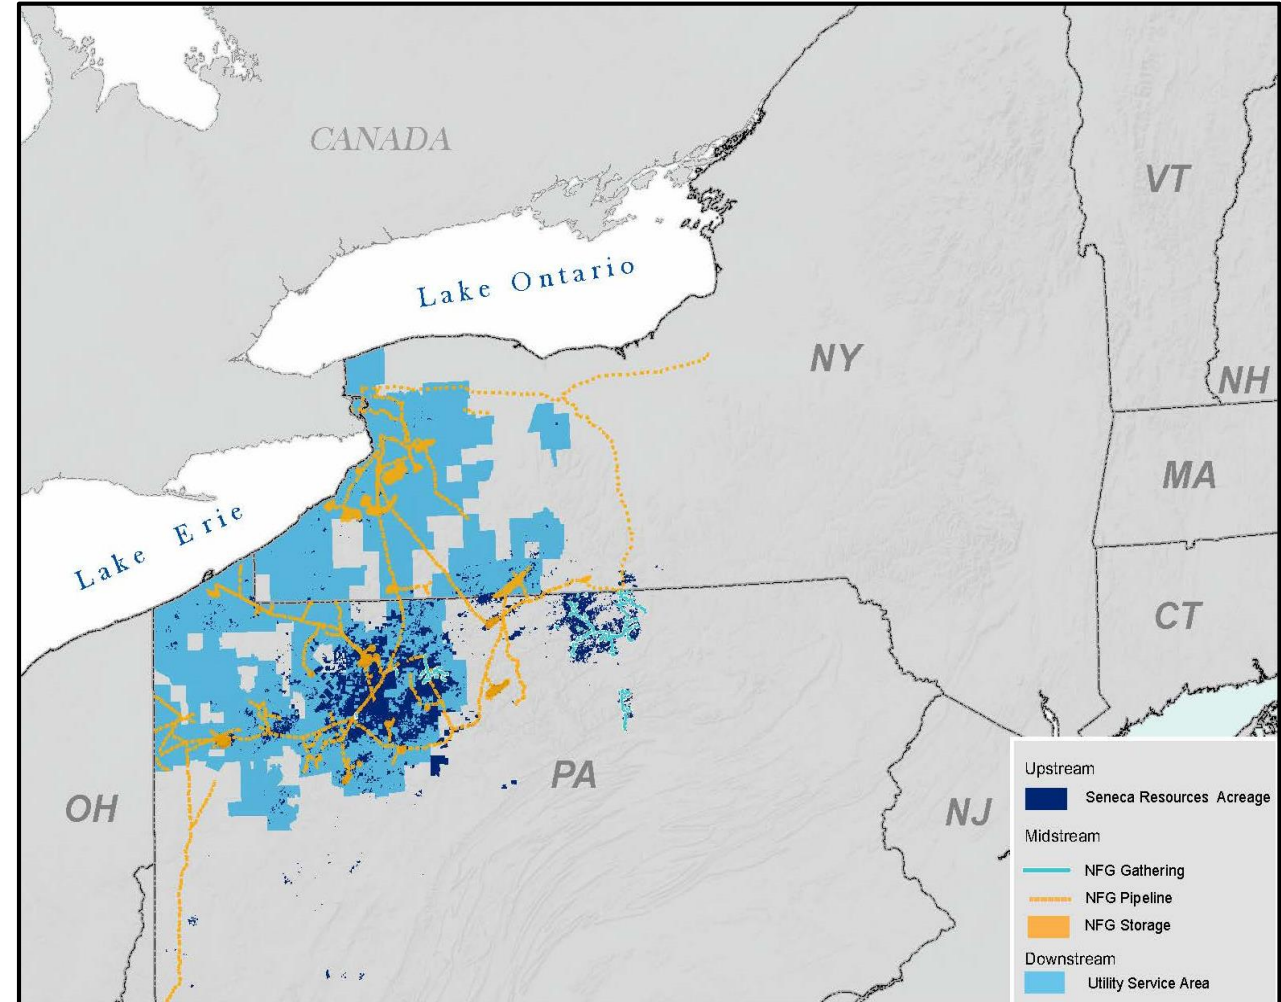 CANADA
VT
Lake Ontario
NY
NH
MA
Lake Erie
CT
PA
OH
NJ
Upstream
Seneca Resources Acreage
Midstream
NFG Gathering
NFG Pipeline
NFG Storage
Downstream
Utility Service Area